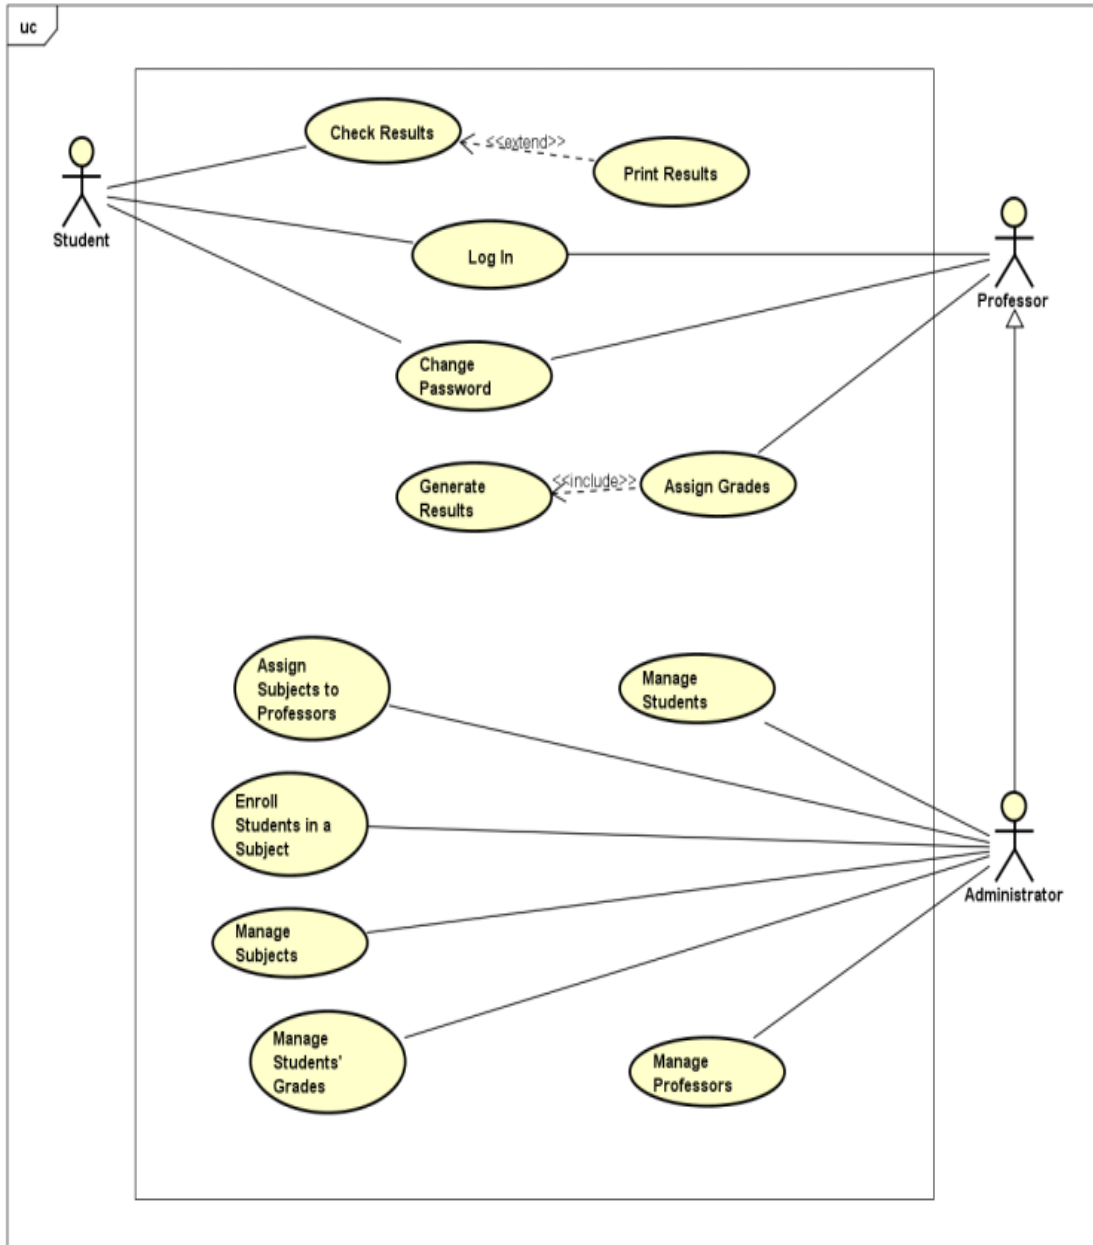 uc
Check Results
<<extend>>
Print Results
Student
Log In
Professor
Change
Password
Generate
Results
<<include>>
Assign Grades
Assign
Subjects to
Professors
Manage
Students
Enroll
Students in a
Subject
Administrator
Manage
Subjects
Manage
Students'
Grades
Manage
Professors